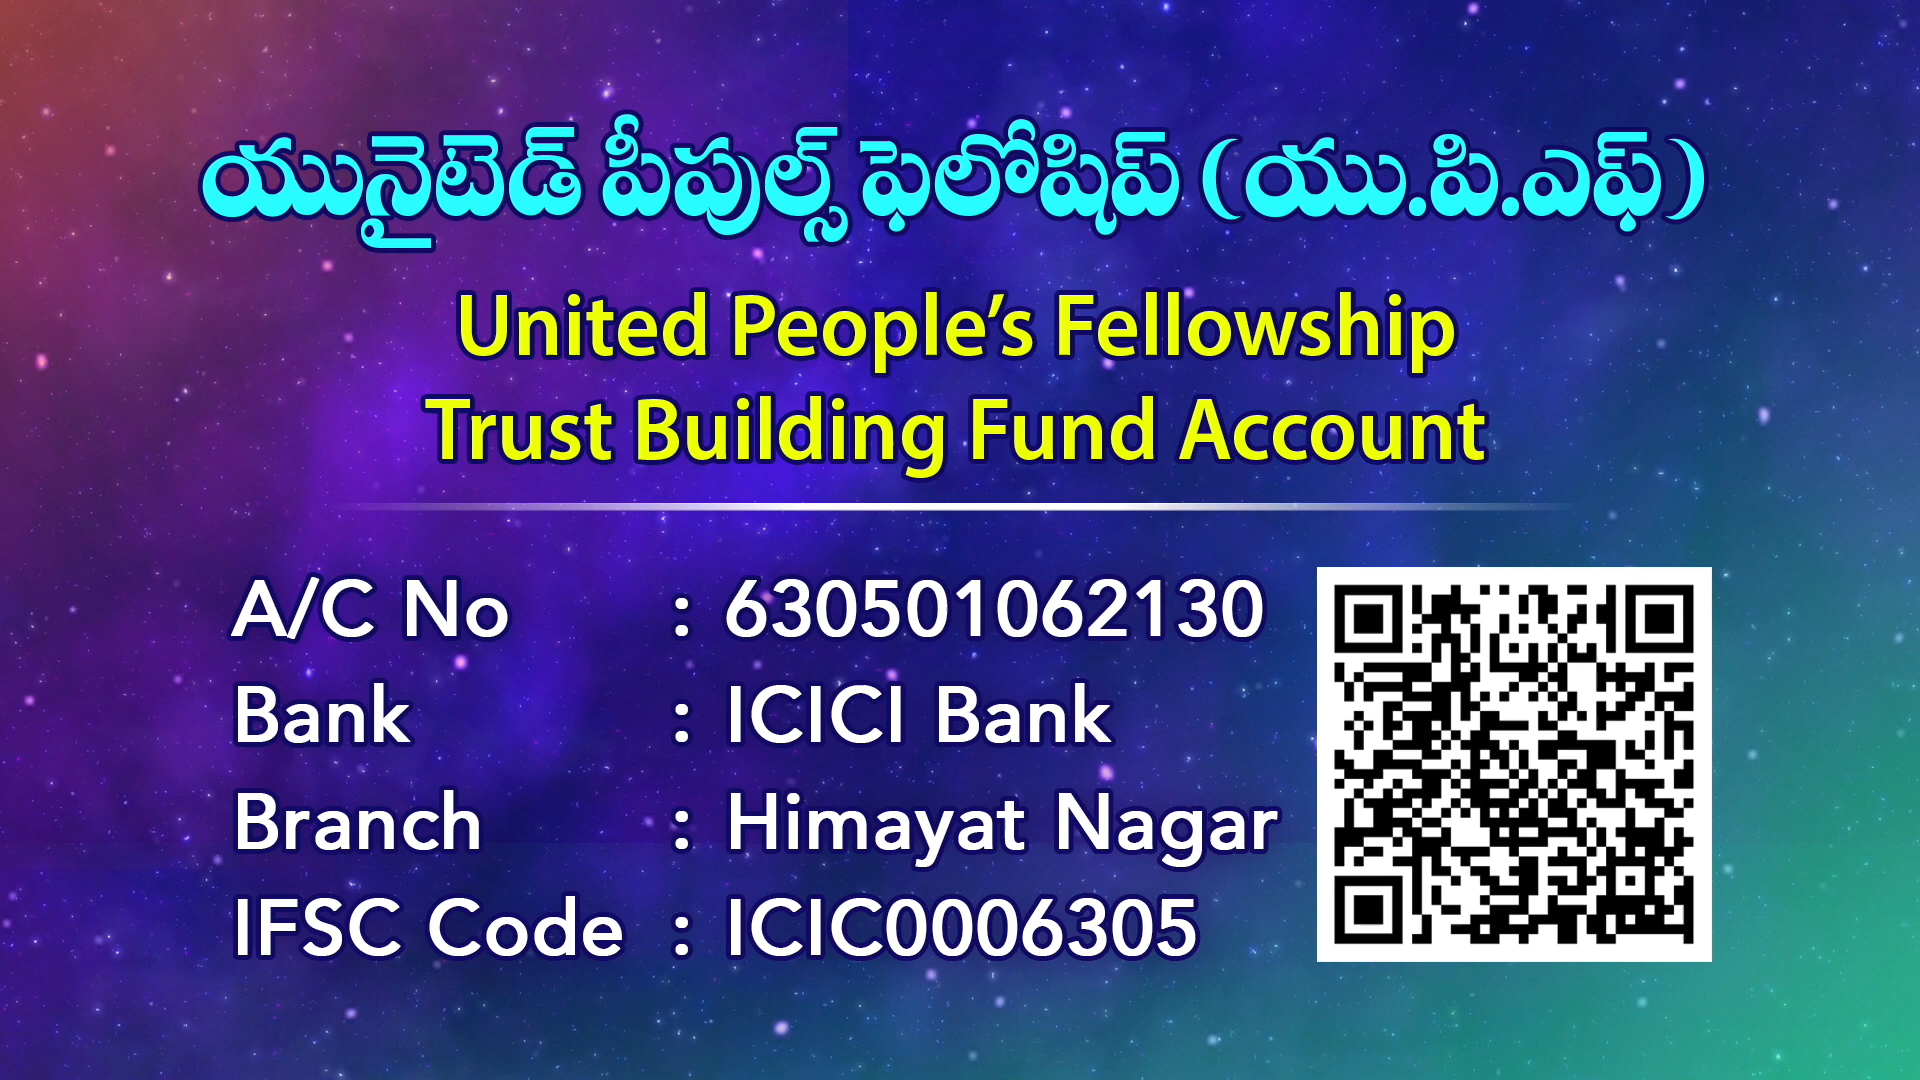 యునైటెడ్ పీపుల్స్ ఫెలోషిప్ (యు.పి.ఎఫ్)
United People’s Fellowship
Trust Building Fund Account
A/C No : 630501062130
Bank : ICICI Bank
Branch : Himayat Nagar
IFSC Code : ICIC0006305